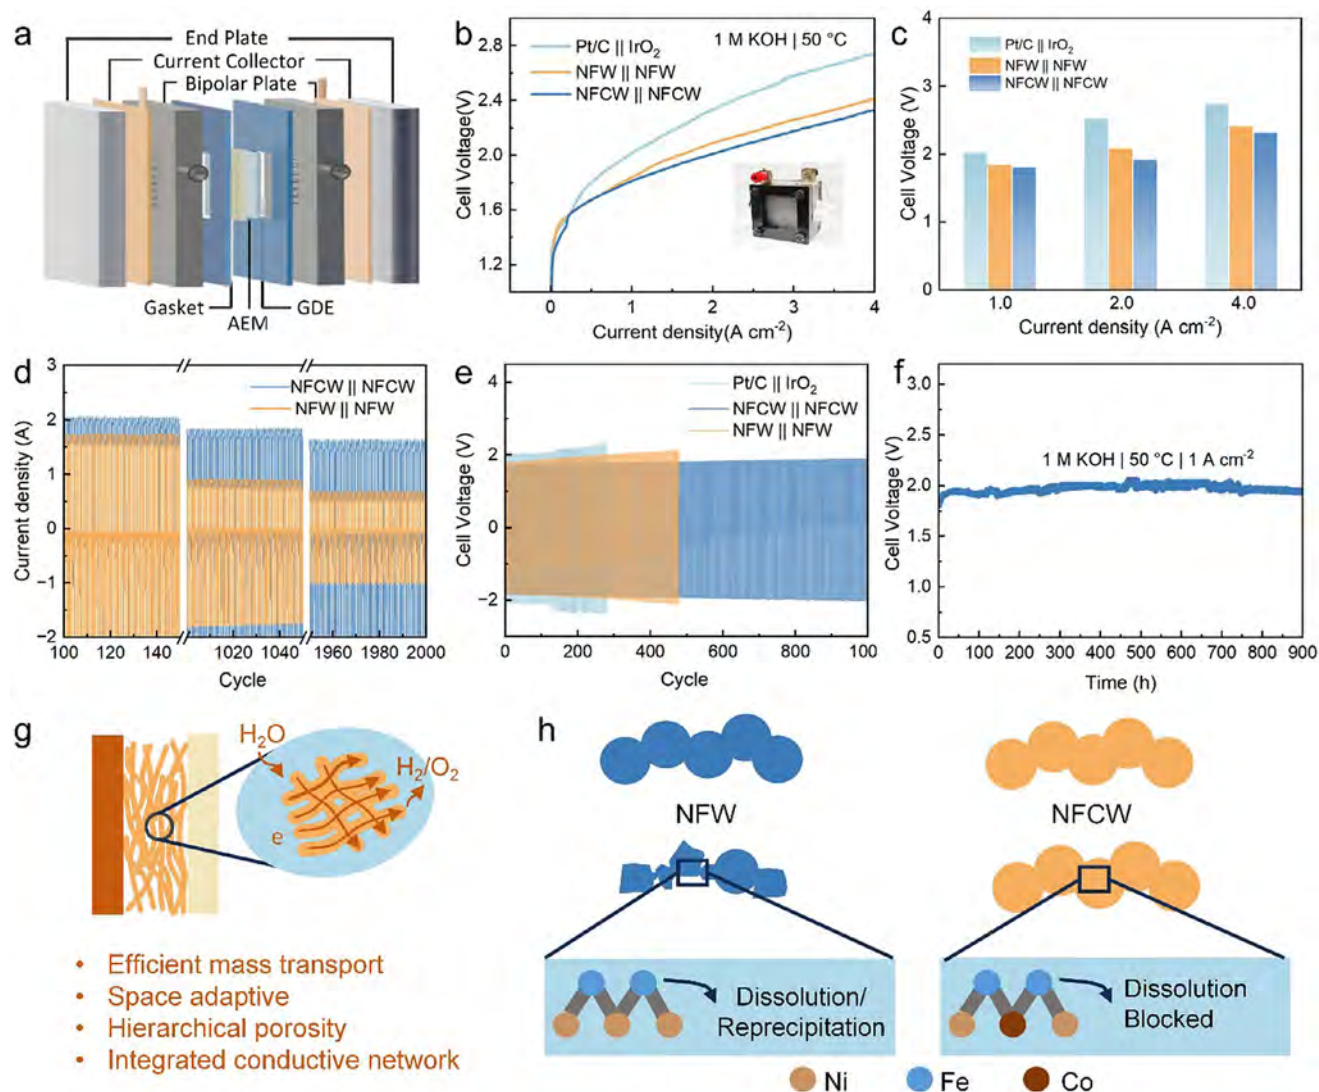 a
End Plate
Current Collector
Bipolar Plate
Gasket
GDE
AEM
b
Cell Voltage(V)
2.8
2.4
2.0
1.6
1.2
Pt/C || IrO₂
NFW || NFW
NFCW || NFCW
1 M KOH | 50 °C
0 1 2 3 4
Current density(A cm⁻²)
c
Cell Voltage (V)
4
3
2
1
0
Pt/C || IrO₂
NFW || NFW
NFCW || NFCW
1.0 2.0 4.0
Current density (A cm⁻²)
d
Current density (A)
3
2
1
0
−1
−2
NFCW || NFCW
NFW || NFW
100 120 140 1020 1040 1960 1980 2000
Cycle
e
Cell Voltage (V)
4
2
0
−2
Pt/C || IrO₂
NFCW || NFCW
NFW || NFW
0 200 400 600 800 100
Cycle
f
Cell Voltage (V)
3.0
2.5
2.0
1.5
1.0
0.5
1 M KOH | 50 °C | 1 A cm⁻²
0 100 200 300 400 500 600 700 800 900
Time (h)
g
H₂O
H₂/O₂
e
• Efficient mass transport
• Space adaptive
• Hierarchical porosity
• Integrated conductive network
h
NFW
NFCW
Dissolution/
Reprecipitation
Dissolution
Blocked
Ni Fe Co